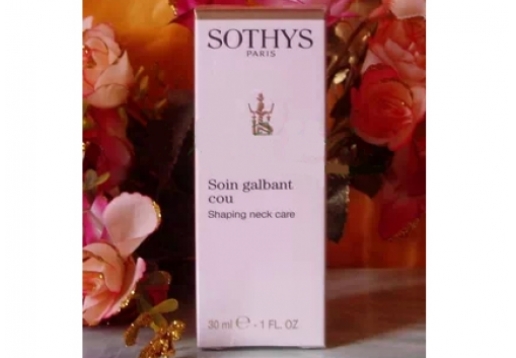 SOTHYS
PARIS
Soin galbant
cou
Shaping neck care
30 ml ℮ - 1 FL. OZ